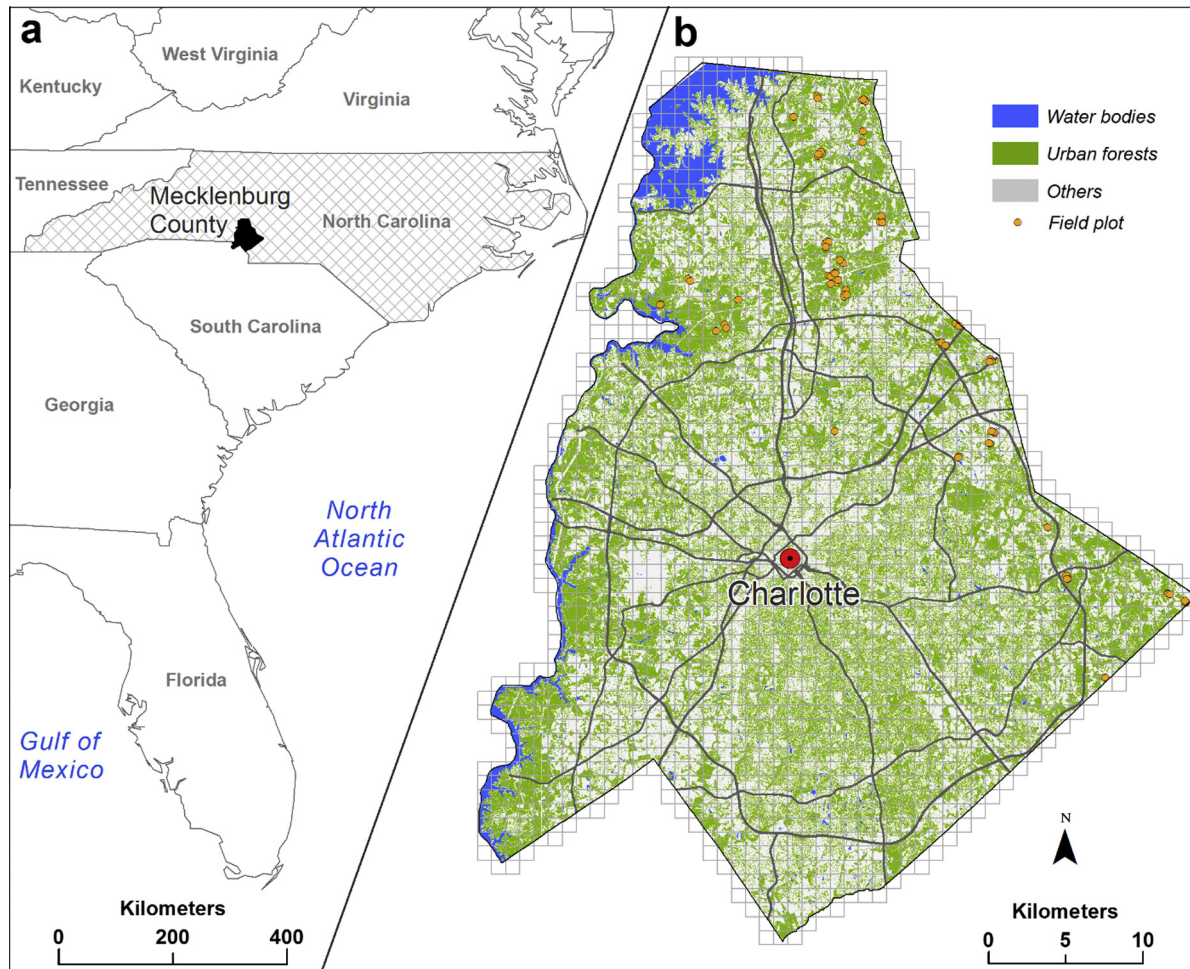 a
West Virginia
Kentucky
Virginia
Tennessee
Mecklenburg
County
North Carolina
South Carolina
Georgia
North
Atlantic
Ocean
Florida
Gulf of
Mexico
Kilometers
0 200 400
b
Water bodies
Urban forests
Others
Field plot
Charlotte
N
Kilometers
0 5 10